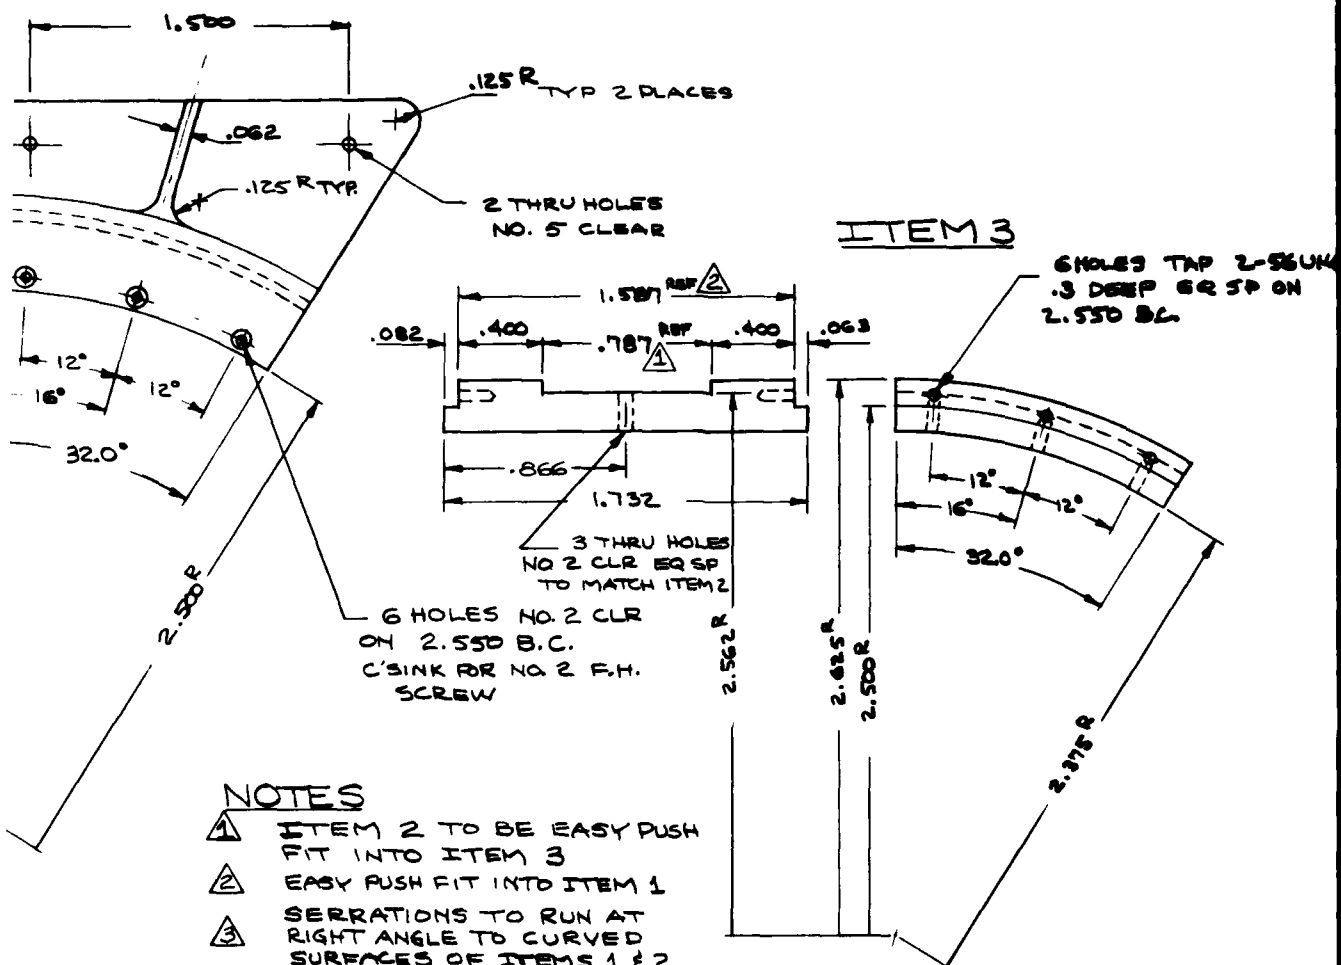 1.500
.125 R TYP 2 PLACES
.062
.125 R TYP.
2 THRU HOLES
NO. 5 CLEAR
12°
16°
12°
32.0°
2.500 R
6 HOLES NO. 2 CLR
ON 2.550 B.C.
C'SINK FOR NO. 2 F.H.
SCREW
1.587 REF 2
.082
.400
.787 REF 1
.400
.063
.866
1.732
3 THRU HOLES
NO 2 CLR EQ SP
TO MATCH ITEM 2
2.562 R
2.625 R
2.500 R
ITEM 3
6 HOLES TAP 2-56 UN
.3 DEEP EQ SP ON
2.550 B.C.
12°
16°
12°
32.0°
2.375 R
NOTES
1 ITEM 2 TO BE EASY PUSH
FIT INTO ITEM 3
2 EASY PUSH FIT INTO ITEM 1
3 SERRATIONS TO RUN AT
RIGHT ANGLE TO CURVED
SURFACES OF ITEMS 1 & 2